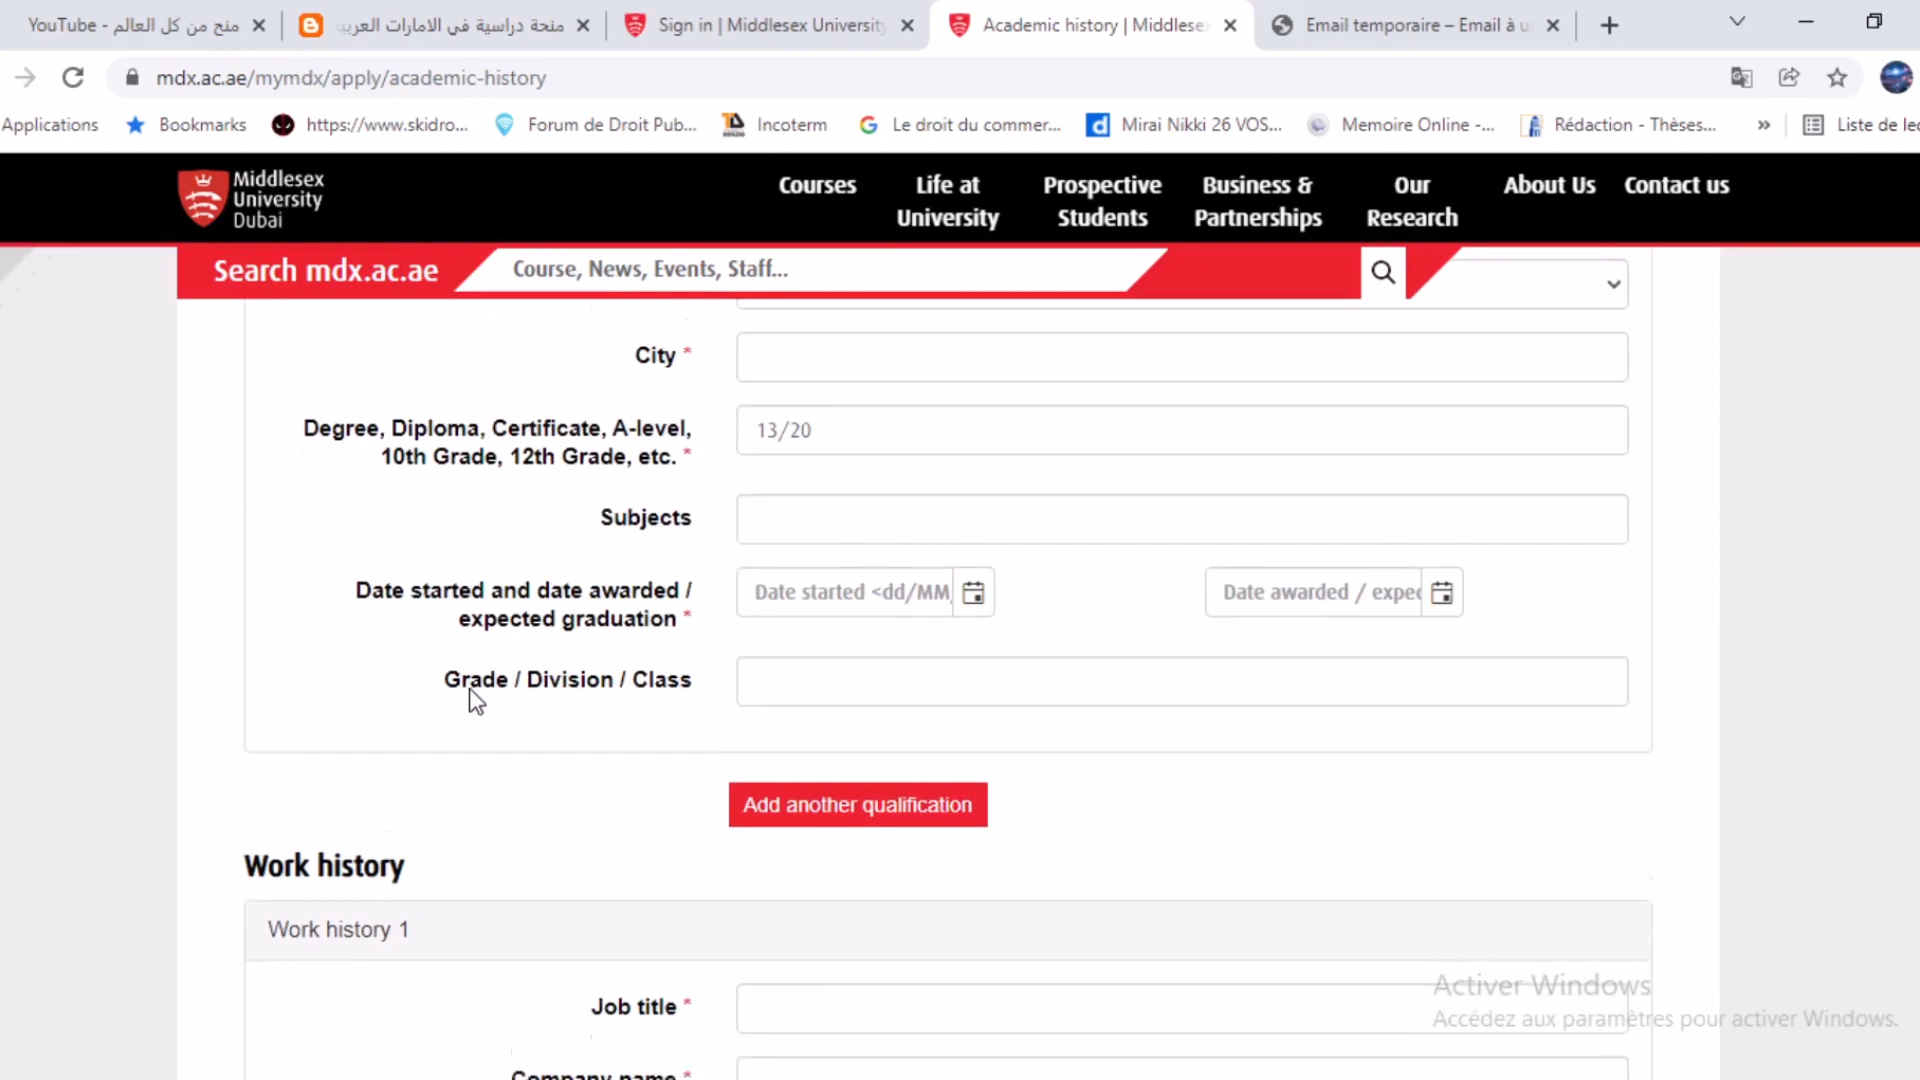 YouTube - منح من كل العالم
منحة دراسية في الامارات العربي
Sign in | Middlesex University
Academic history | Middlese
Email temporaire – Email à u
mdx.ac.ae/mymdx/apply/academic-history
Applications
Bookmarks
https://www.skidro...
Forum de Droit Pub...
Incoterm
Le droit du commer...
Mirai Nikki 26 VOS...
Memoire Online -...
Rédaction - Thèses...
»
Liste de lec
Middlesex
University
Dubai
Courses
Life at
University
Prospective
Students
Business &
Partnerships
Our
Research
About Us
Contact us
Search mdx.ac.ae
Course, News, Events, Staff...
City *
Degree, Diploma, Certificate, A-level,
10th Grade, 12th Grade, etc. *
13/20
Subjects
Date started and date awarded /
expected graduation *
Date started <dd/MM
Date awarded / expec
Grade / Division / Class
Add another qualification
Work history
Work history 1
Job title *
Company name *
Activer Windows
Accédez aux paramètres pour activer Windows.